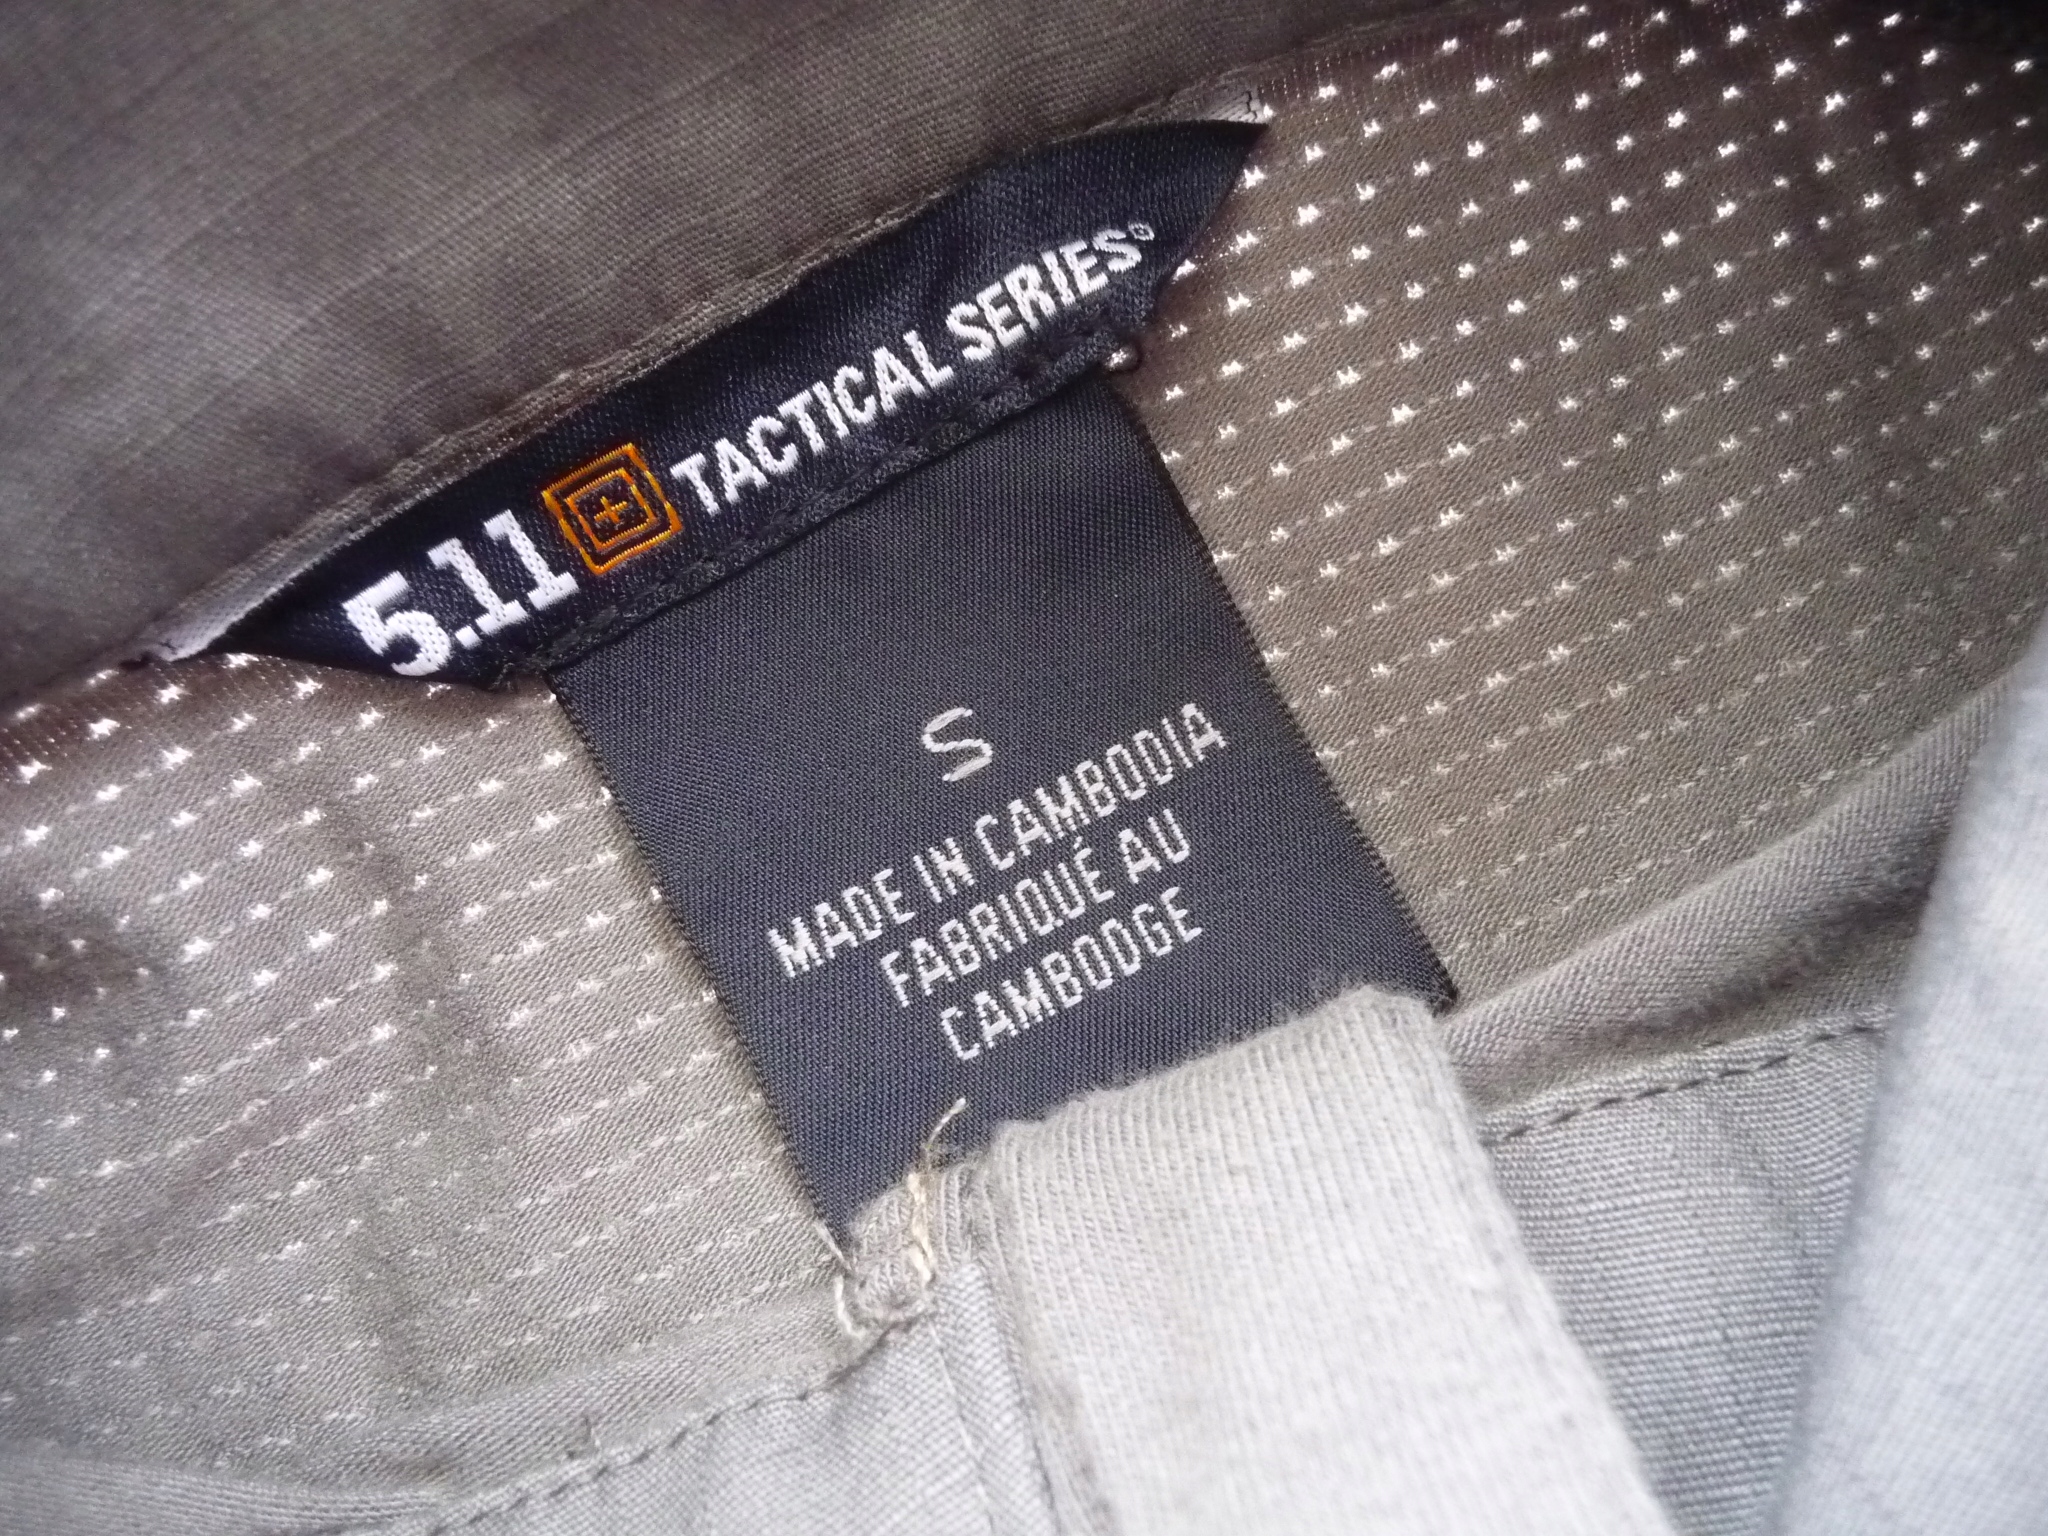 5.11 TACTICAL SERIES®
S
MADE IN CAMBODIA
FABRIQUÉ AU
CAMBODGE